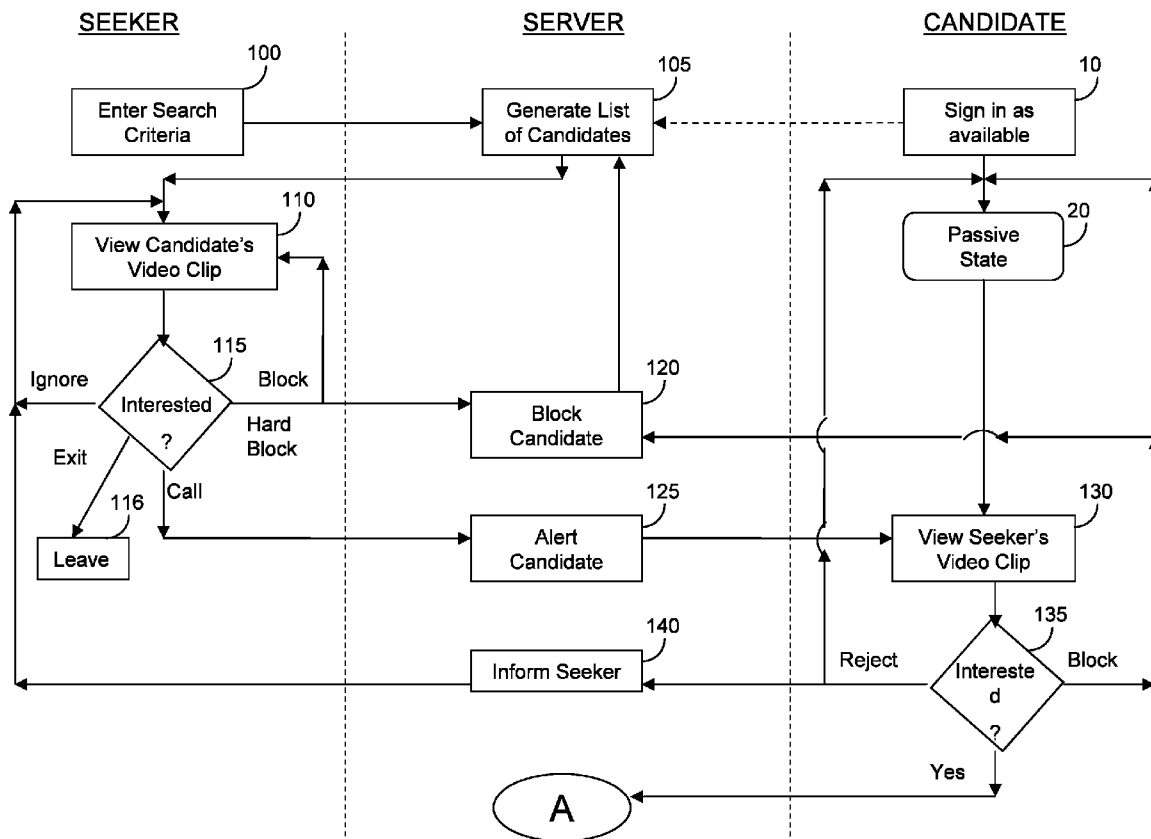 SEEKER
SERVER
CANDIDATE
100
105
10
Enter Search
Criteria
Generate List
of Candidates
Sign in as
available
110
20
View Candidate's
Video Clip
Passive
State
115
120
Ignore
Block
Interested
?
Hard
Block
Block
Candidate
Exit
Call
116
125
130
Leave
Alert
Candidate
View Seeker's
Video Clip
140
135
Inform Seeker
Reject
Intereste
d
?
Block
Yes
A